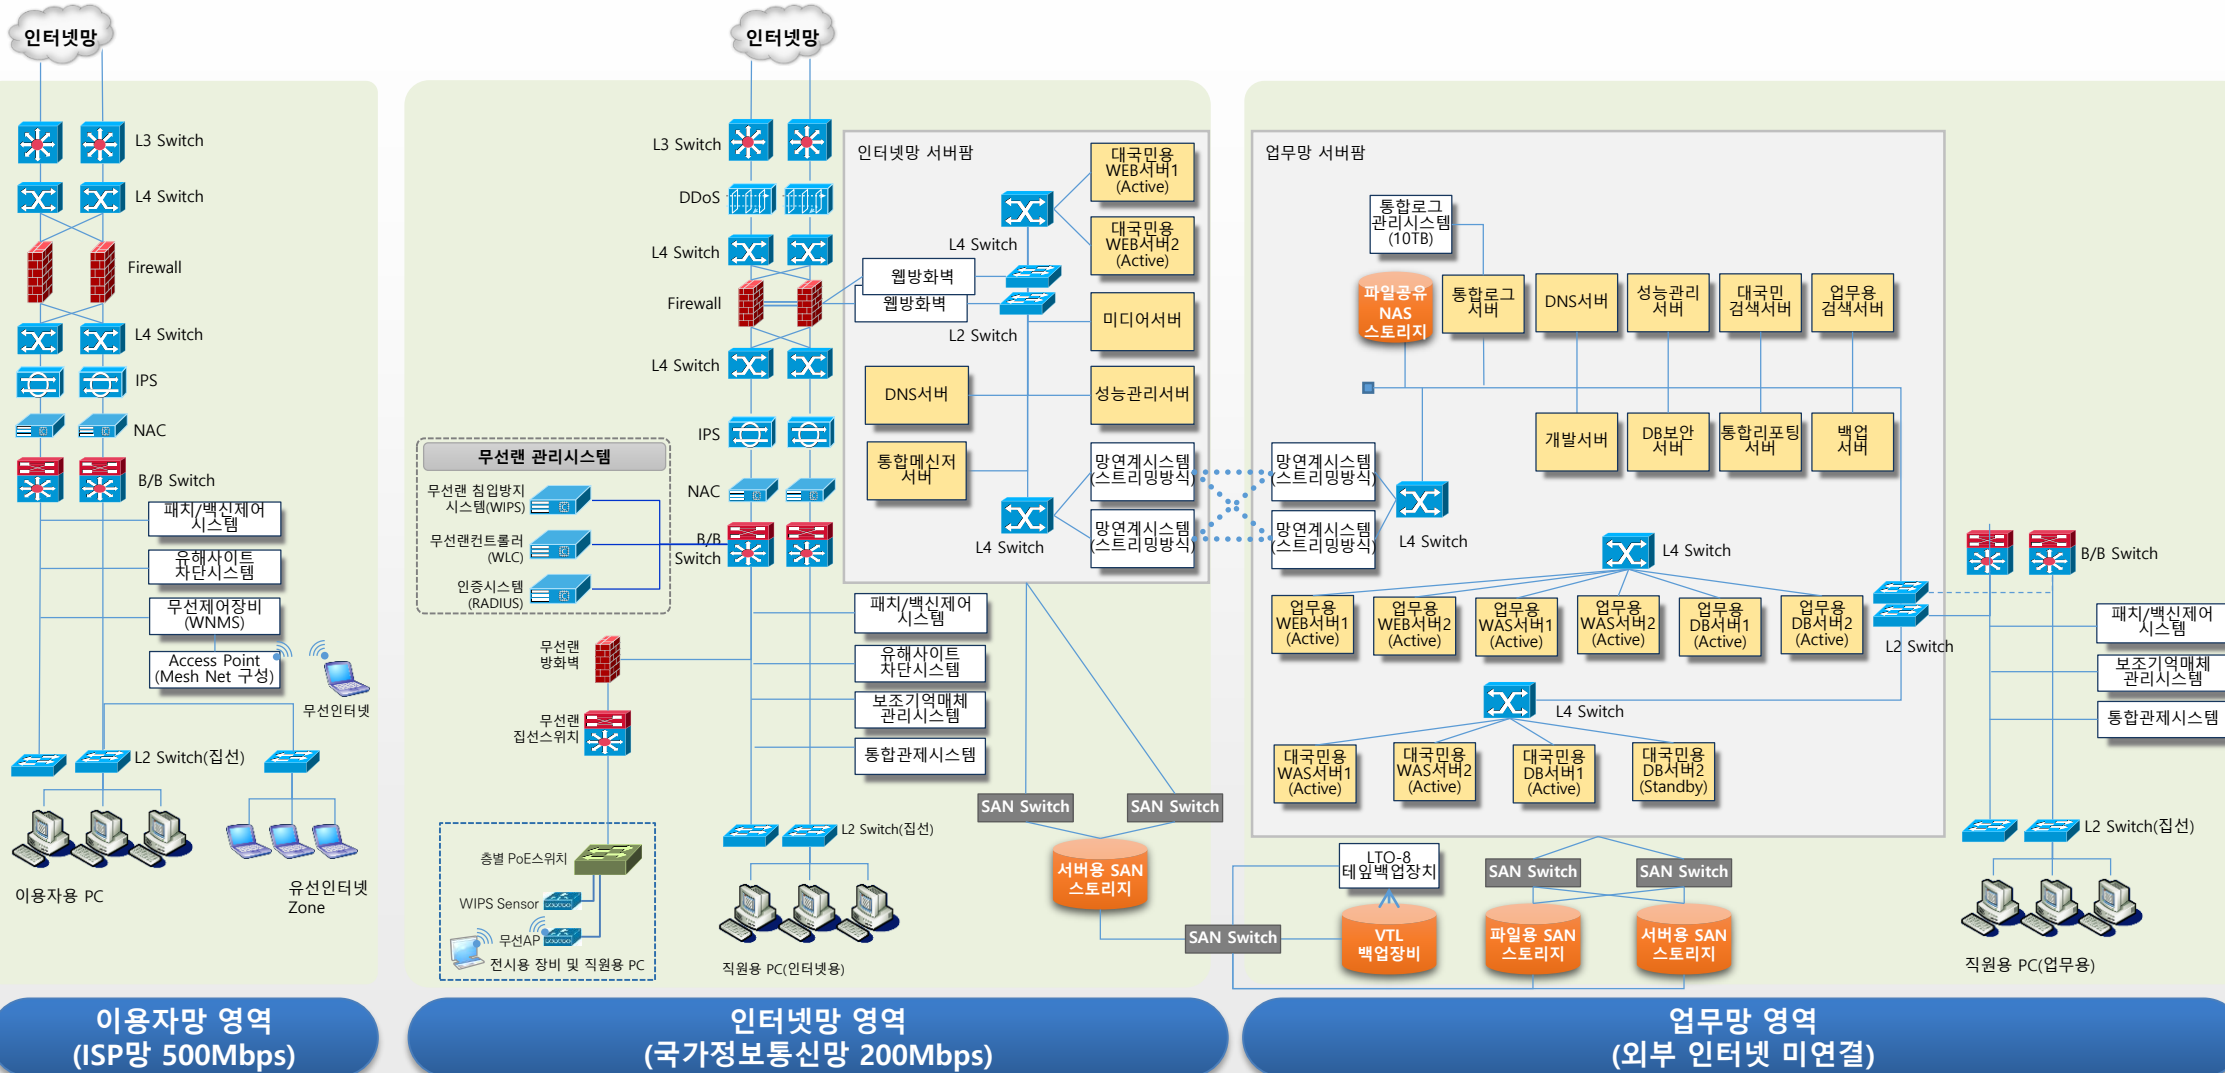 인터넷망
L3 Switch
L4 Switch
Firewall
L4 Switch
IPS
NAC
B/B Switch
패치/백신제어
시스템
유해사이트
차단시스템
무선제어장비
(WNMS)
Access Point
(Mesh Net 구성)
무선인터넷
L2 Switch(집선)
이용자용 PC
유선인터넷
Zone
이용자망 영역
(ISP망 500Mbps)
인터넷망
L3 Switch
DDoS
L4 Switch
Firewall
L4 Switch
IPS
NAC
B/B
Switch
무선랜 관리시스템
무선랜 침입방지
시스템(WIPS)
무선랜컨트롤러
(WLC)
인증시스템
(RADIUS)
무선랜
방화벽
무선랜
집선스위치
층별 PoE스위치
WIPS Sensor
무선AP
전시용 장비 및 직원용 PC
패치/백신제어
시스템
유해사이트
차단시스템
보조기억매체
관리시스템
통합관제시스템
L2 Switch(집선)
직원용 PC(인터넷용)
인터넷망 서버팜
대국민용
WEB서버1
(Active)
대국민용
WEB서버2
(Active)
L4 Switch
웹방화벽
웹방화벽
L2 Switch
미디어서버
DNS서버
성능관리서버
통합메신저
서버
망연계시스템
(스트리밍방식)
망연계시스템
(스트리밍방식)
L4 Switch
SAN Switch
SAN Switch
서버용 SAN
스토리지
인터넷망 영역
(국가정보통신망 200Mbps)
업무망 서버팜
통합로그
관리시스템
(10TB)
파일공유
NAS
스토리지
통합로그
서버
DNS서버
성능관리
서버
대국민
검색서버
업무용
검색서버
개발서버
DB보안
서버
통합리포팅
서버
백업
서버
망연계시스템
(스트리밍방식)
망연계시스템
(스트리밍방식)
L4 Switch
L4 Switch
업무용
WEB서버1
(Active)
업무용
WEB서버2
(Active)
업무용
WAS서버1
(Active)
업무용
WAS서버2
(Active)
업무용
DB서버1
(Active)
업무용
DB서버2
(Active)
L2 Switch
L4 Switch
대국민용
WAS서버1
(Active)
대국민용
WAS서버2
(Active)
대국민용
DB서버1
(Active)
대국민용
DB서버2
(Standby)
B/B Switch
패치/백신제어
시스템
보조기억매체
관리시스템
통합관제시스템
L2 Switch(집선)
직원용 PC(업무용)
LTO-8
테잎백업장치
SAN Switch
VTL
백업장비
SAN Switch
SAN Switch
파일용 SAN
스토리지
서버용 SAN
스토리지
업무망 영역
(외부 인터넷 미연결)